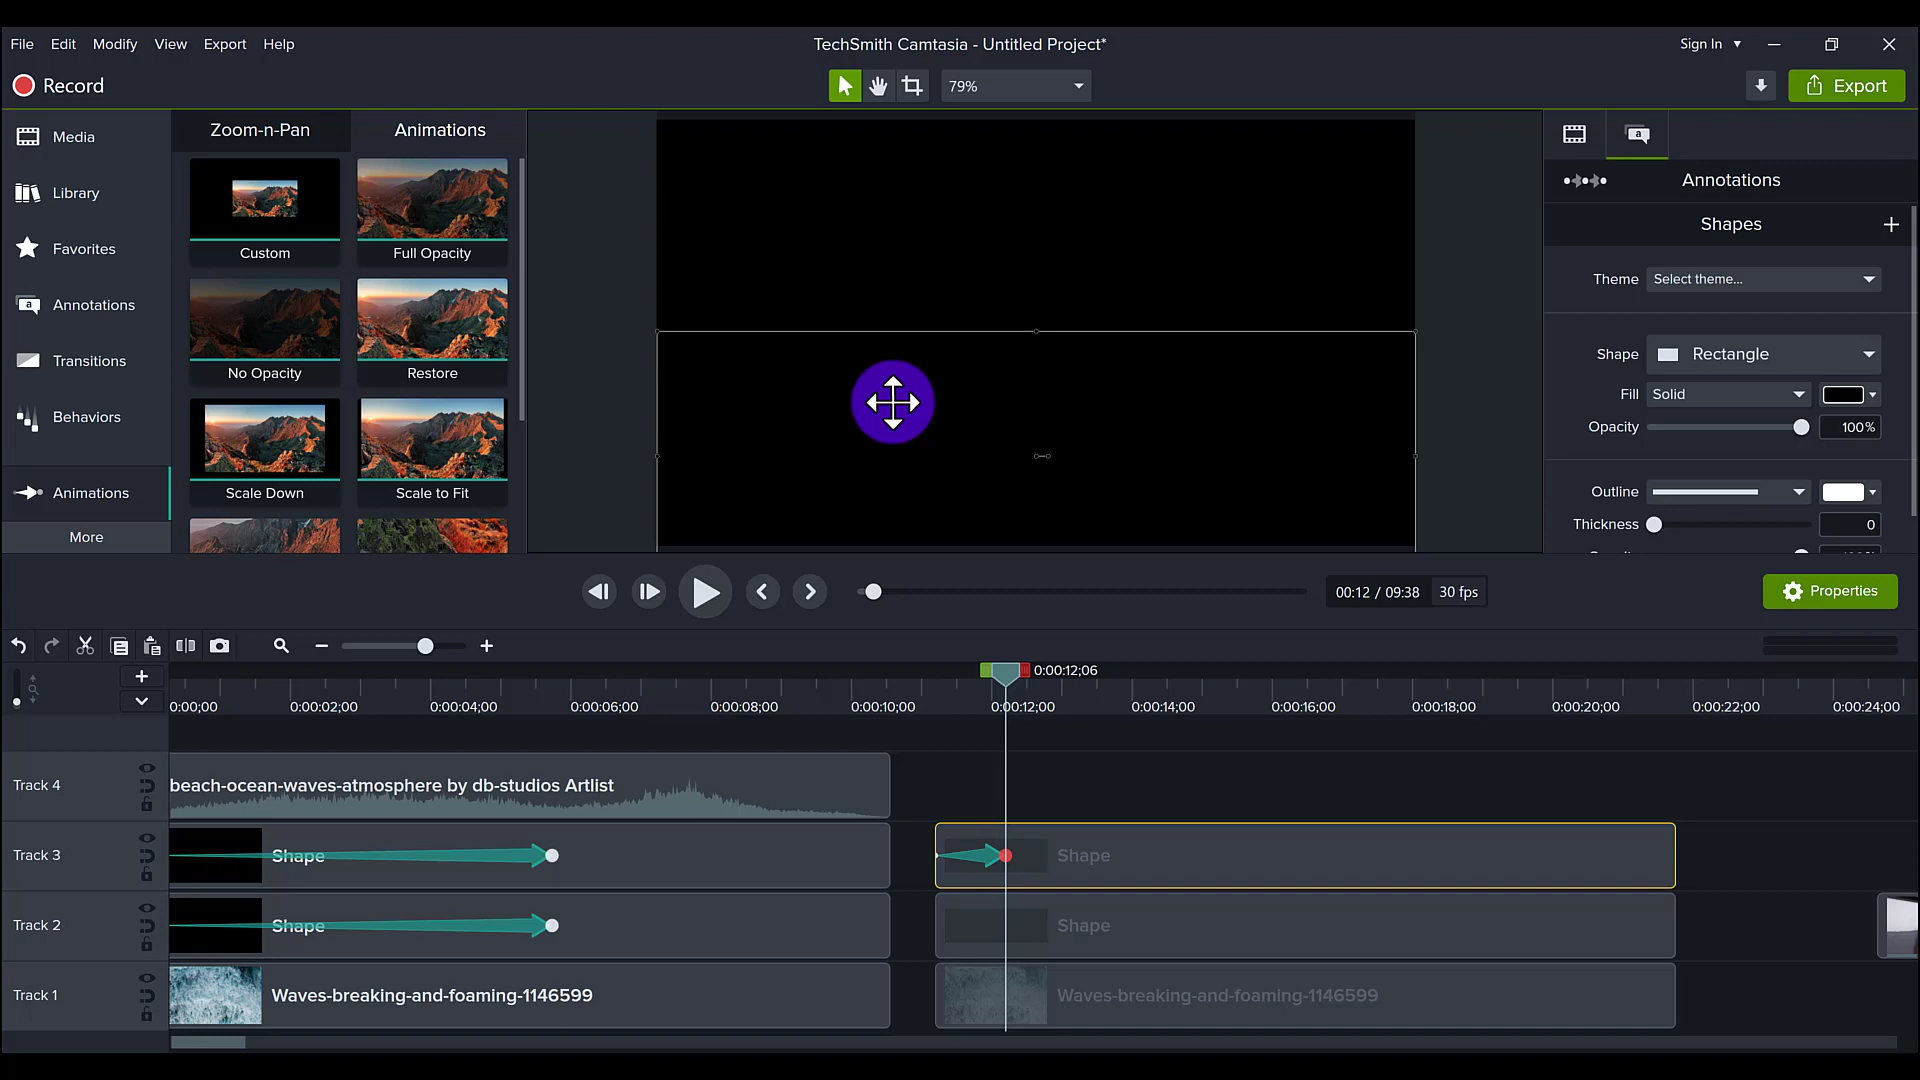 File Edit Modify View Export Help
TechSmith Camtasia - Untitled Project*
Sign In
Record
79%
Export
Media
Library
Favorites
Annotations
Transitions
Behaviors
Animations
More
Zoom-n-Pan Animations
Custom Full Opacity
No Opacity Restore
Scale Down Scale to Fit
a
Annotations
Shapes
Theme Select theme...
Shape Rectangle
Fill Solid
Opacity 100%
Outline
Thickness 0
00:12 / 09:38 30 fps
Properties
0:00:12;06
0:00;00 0:00:02;00 0:00:04;00 0:00:06;00 0:00:08;00 0:00:10;00 0:00:12;00 0:00:14;00 0:00:16;00 0:00:18;00 0:00:20;00 0:00:22;00 0:00:24;00
Track 4 beach-ocean-waves-atmosphere by db-studios Artlist
Track 3 Shape Shape
Track 2 Shape Shape
Track 1 Waves-breaking-and-foaming-1146599 Waves-breaking-and-foaming-1146599